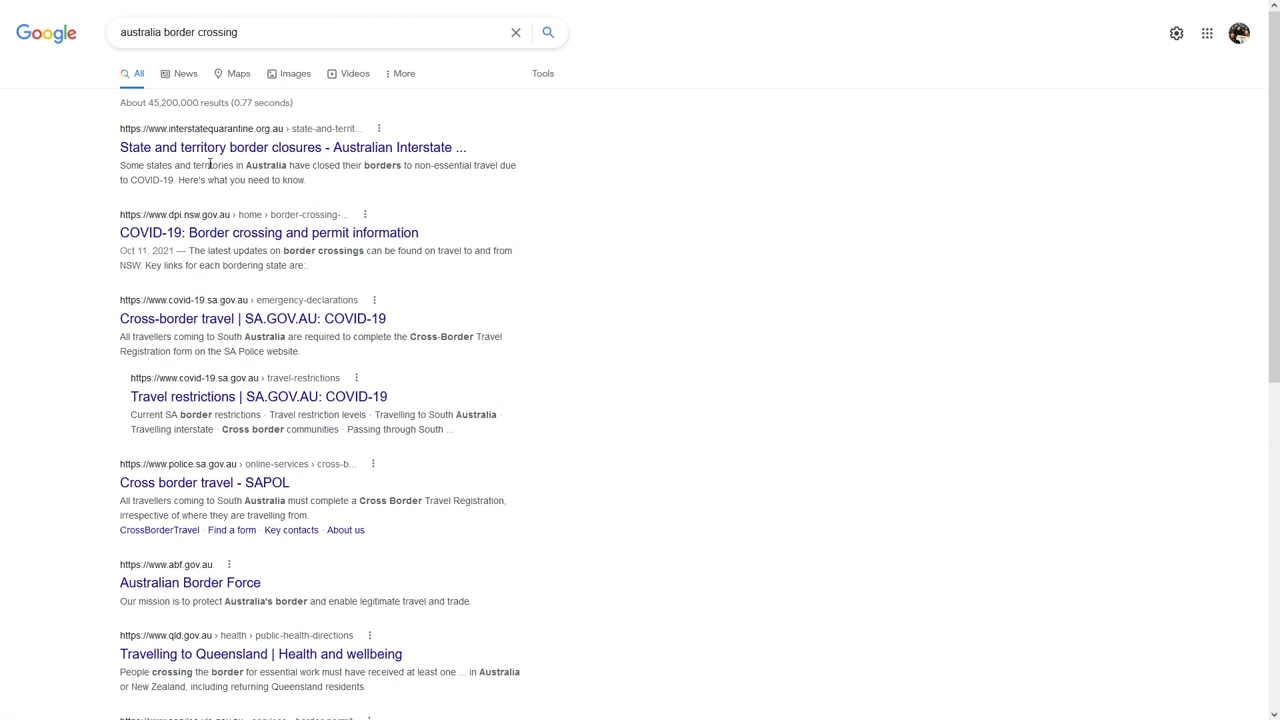 Google
australia border crossing
All
News
Maps
Images
Videos
More
Tools
About 45,200,000 results (0.77 seconds)
https://www.interstatequarantine.org.au › state-and-territ...
State and territory border closures - Australian Interstate ...
Some states and territories in Australia have closed their borders to non-essential travel due
to COVID-19. Here's what you need to know.
https://www.dpi.nsw.gov.au › home › border-crossing-...
COVID-19: Border crossing and permit information
Oct 11, 2021 — The latest updates on border crossings can be found on travel to and from
NSW. Key links for each bordering state are:.
https://www.covid-19.sa.gov.au › emergency-declarations
Cross-border travel | SA.GOV.AU: COVID-19
All travellers coming to South Australia are required to complete the Cross-Border Travel
Registration form on the SA Police website.
https://www.covid-19.sa.gov.au › travel-restrictions
Travel restrictions | SA.GOV.AU: COVID-19
Current SA border restrictions · Travel restriction levels · Travelling to South Australia ·
Travelling interstate · Cross border communities · Passing through South ...
https://www.police.sa.gov.au › online-services › cross-b...
Cross border travel - SAPOL
All travellers coming to South Australia must complete a Cross Border Travel Registration,
irrespective of where they are travelling from.
CrossBorderTravel · Find a form · Key contacts · About us
https://www.abf.gov.au
Australian Border Force
Our mission is to protect Australia's border and enable legitimate travel and trade.
https://www.qld.gov.au › health › public-health-directions
Travelling to Queensland | Health and wellbeing
People crossing the border for essential work must have received at least one ... in Australia
or New Zealand, including returning Queensland residents.